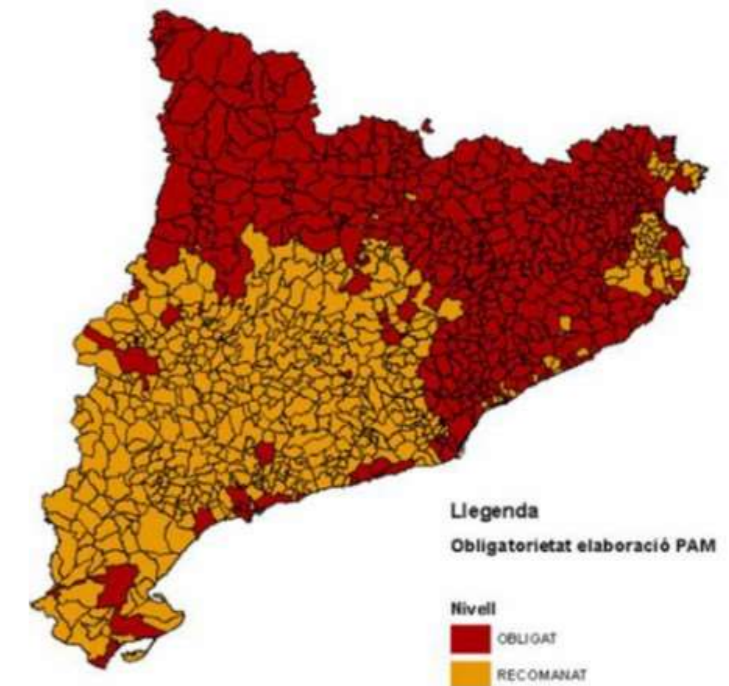 Llegenda
Obligatorietat elaboració PAM
Nivell
OBLIGAT
RECOMANAT